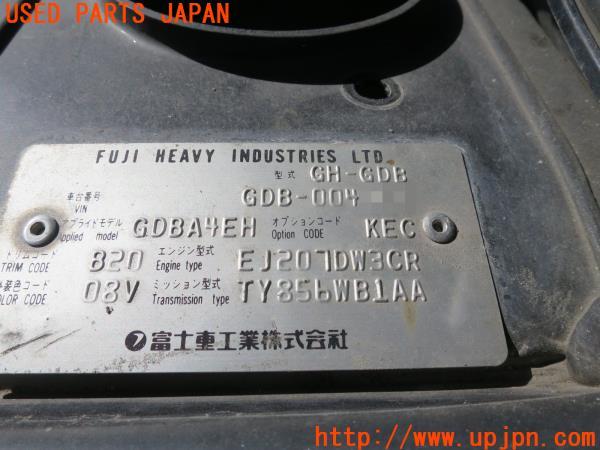 USED PARTS JAPAN
FUJI HEAVY INDUSTRIES LTD.
型式 GH-GDB
車台番号 VIN GDB-004
アプライドモデル Applied model GDBA4EH オプションコード Option CODE KEC
トリムコード TRIM CODE 820 エンジン型式 Engine type EJ207DW3CR
外装色コード COLOR CODE 08V ミッション型式 Transmission type TY856WB1AA
富士重工業株式会社
http://www.upjpn.com/